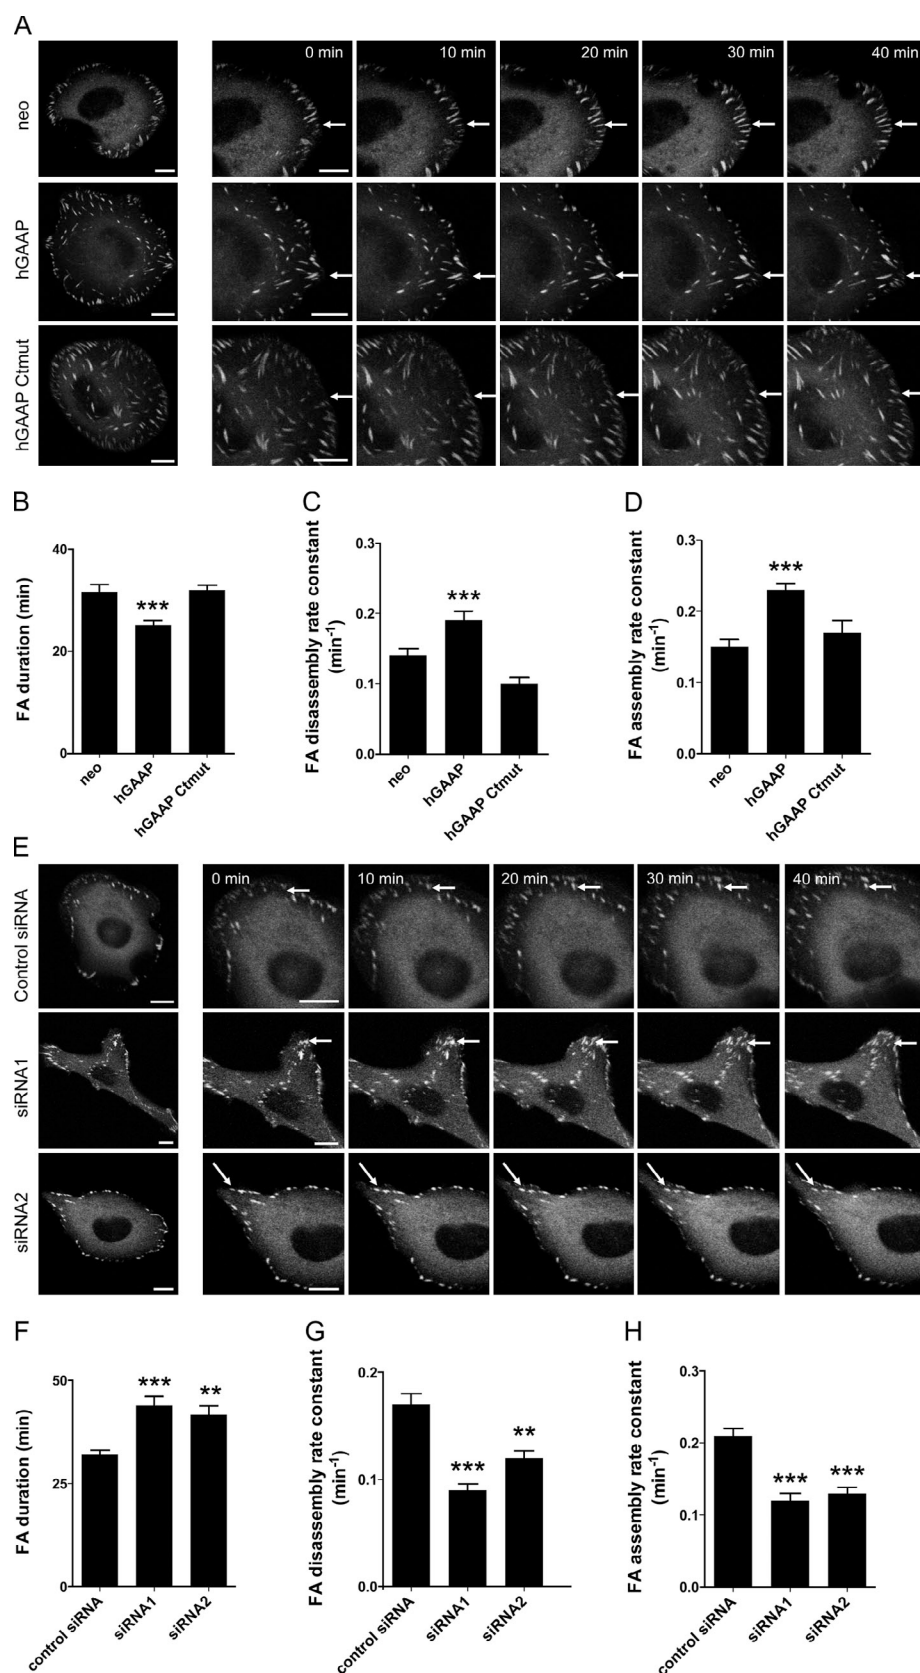 A
0 min 10 min 20 min 30 min 40 min
neo
hGAAP
hGAAP Ctmut
B
FA duration (min)
40
20
0
***
neo
hGAAP
hGAAP Ctmut
C
FA disassembly rate constant
(min-1)
0.3
0.2
0.1
0.0
***
neo
hGAAP
hGAAP Ctmut
D
FA assembly rate constant
(min-1)
0.3
0.2
0.1
0.0
***
neo
hGAAP
hGAAP Ctmut
E
0 min 10 min 20 min 30 min 40 min
Control siRNA
siRNA1
siRNA2
F
FA duration (min)
50
25
0
*** **
control siRNA
siRNA1
siRNA2
G
FA disassembly rate constant
(min-1)
0.2
0.1
0.0
*** **
control siRNA
siRNA1
siRNA2
H
FA assembly rate constant
(min-1)
0.3
0.2
0.1
0.0
*** ***
control siRNA
siRNA1
siRNA2